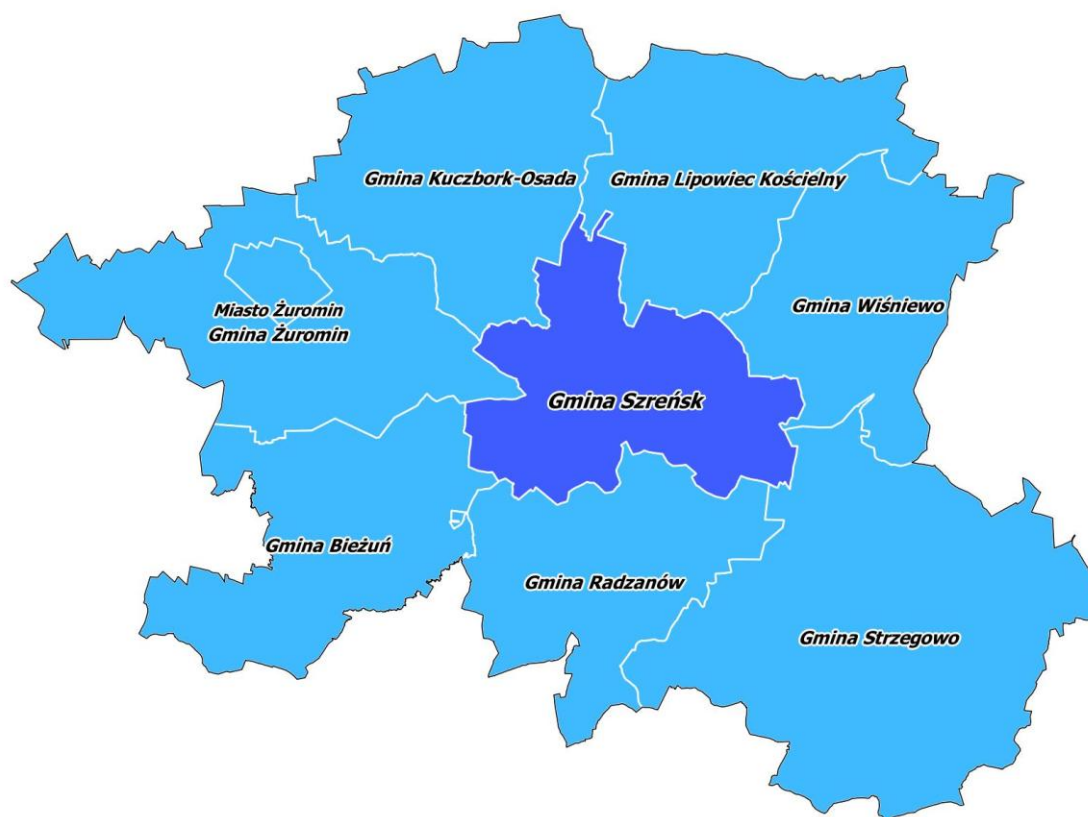 Gmina Kuczbork-Osada
Gmina Lipowiec Kościelny
Miasto Żuromin
Gmina Żuromin
Gmina Wiśniewo
Gmina Szreńsk
Gmina Bieżuń
Gmina Radzanów
Gmina Strzegowo